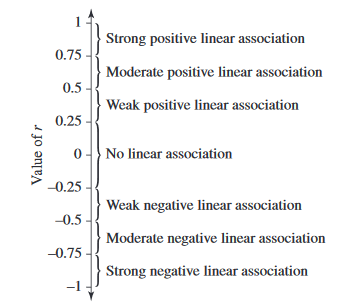 1
Strong positive linear association
0.75
Moderate positive linear association
0.5
Weak positive linear association
0.25
Value of r
0
No linear association
–0.25
Weak negative linear association
–0.5
Moderate negative linear association
–0.75
Strong negative linear association
–1